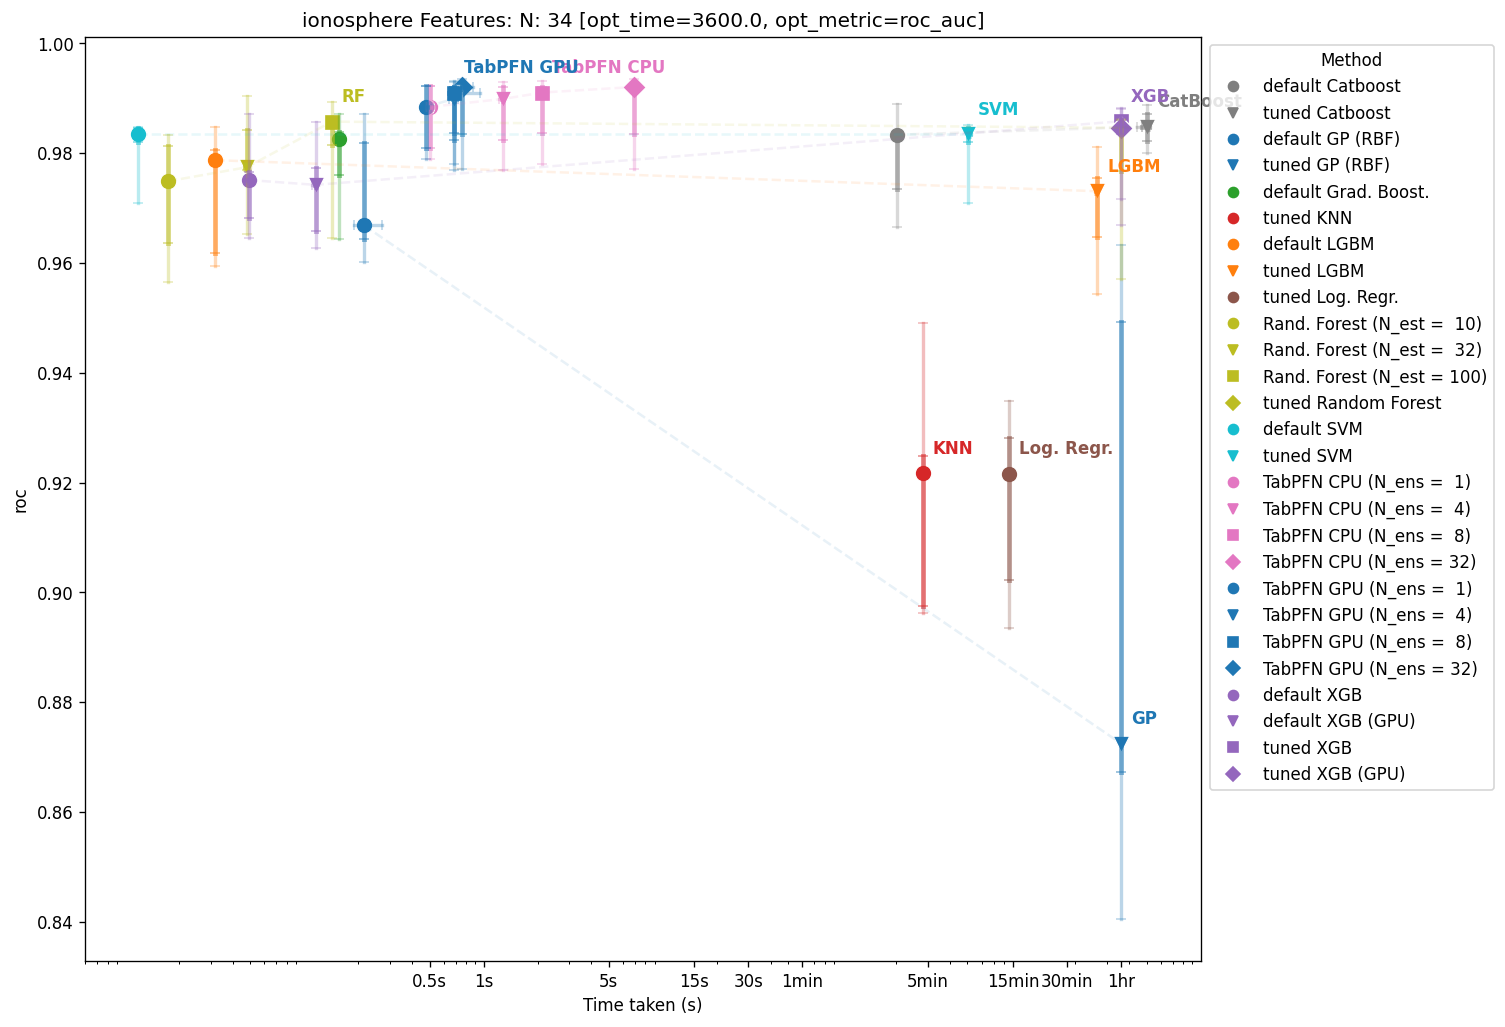 ionosphere Features: N: 34 [opt_time=3600.0, opt_metric=roc_auc]
1.00
0.98
0.96
0.94
0.92
0.90
0.88
0.86
0.84
roc
RF
TabPFN GPU
TabPFN CPU
SVM
XGB
CatBoost
LGBM
KNN
Log. Regr.
GP
0.5s
1s
5s
15s
30s
1min
5min
15min
30min
1hr
Time taken (s)
Method
default Catboost
tuned Catboost
default GP (RBF)
tuned GP (RBF)
default Grad. Boost.
tuned KNN
default LGBM
tuned LGBM
tuned Log. Regr.
Rand. Forest (N_est =  10)
Rand. Forest (N_est =  32)
Rand. Forest (N_est = 100)
tuned Random Forest
default SVM
tuned SVM
TabPFN CPU (N_ens =  1)
TabPFN CPU (N_ens =  4)
TabPFN CPU (N_ens =  8)
TabPFN CPU (N_ens = 32)
TabPFN GPU (N_ens =  1)
TabPFN GPU (N_ens =  4)
TabPFN GPU (N_ens =  8)
TabPFN GPU (N_ens = 32)
default XGB
default XGB (GPU)
tuned XGB
tuned XGB (GPU)